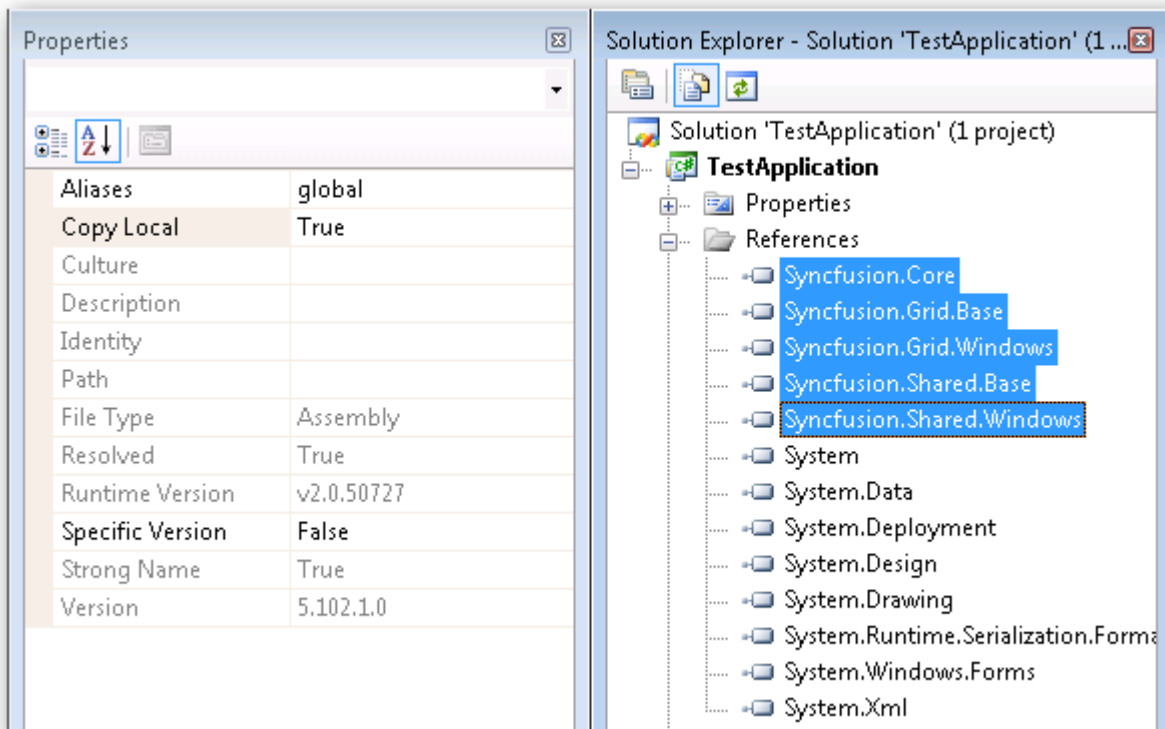 Properties
Aliases global
Copy Local True
Culture
Description
Identity
Path
File Type Assembly
Resolved True
Runtime Version v2.0.50727
Specific Version False
Strong Name True
Version 5.102.1.0
Solution Explorer - Solution 'TestApplication' (1 ...
Solution 'TestApplication' (1 project)
TestApplication
Properties
References
Syncfusion.Core
Syncfusion.Grid.Base
Syncfusion.Grid.Windows
Syncfusion.Shared.Base
Syncfusion.Shared.Windows
System
System.Data
System.Deployment
System.Design
System.Drawing
System.Runtime.Serialization.Forma
System.Windows.Forms
System.Xml